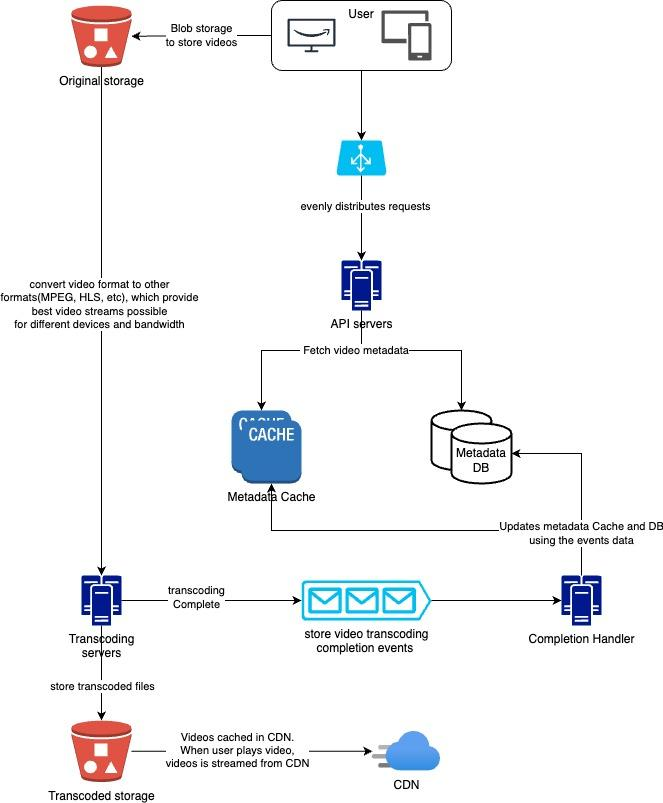 User
Blob storage
to store videos
Original storage
evenly distributes requests
API servers
convert video format to other
formats(MPEG, HLS, etc), which provide
best video streams possible
for different devices and bandwidth
Fetch video metadata
CACHE
CACHE
Metadata Cache
Metadata
DB
Updates metadata Cache and DB
using the events data
transcoding
Complete
Transcoding
servers
store video transcoding
completion events
Completion Handler
store transcoded files
Videos cached in CDN.
When user plays video,
videos is streamed from CDN
Transcoded storage
CDN